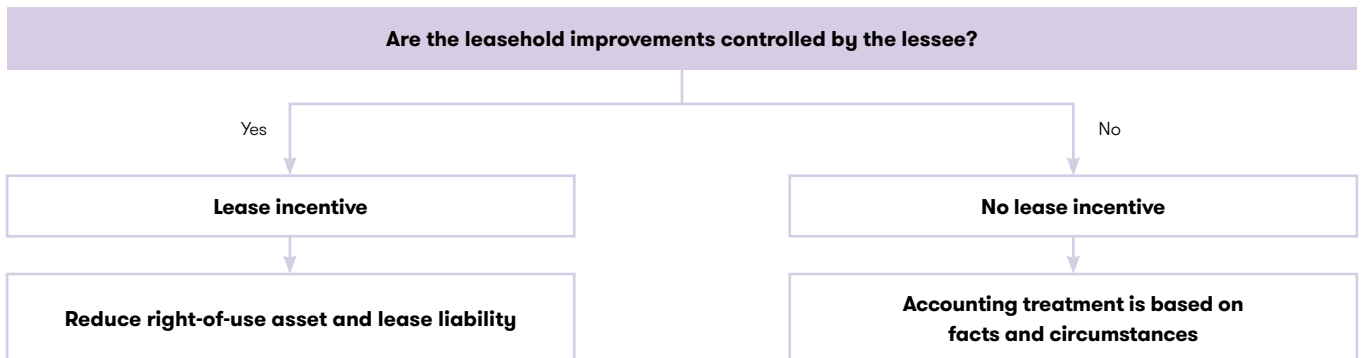 Are the leasehold improvements controlled by the lessee?
Yes
No
Lease incentive
No lease incentive
Reduce right-of-use asset and lease liability
Accounting treatment is based on
facts and circumstances